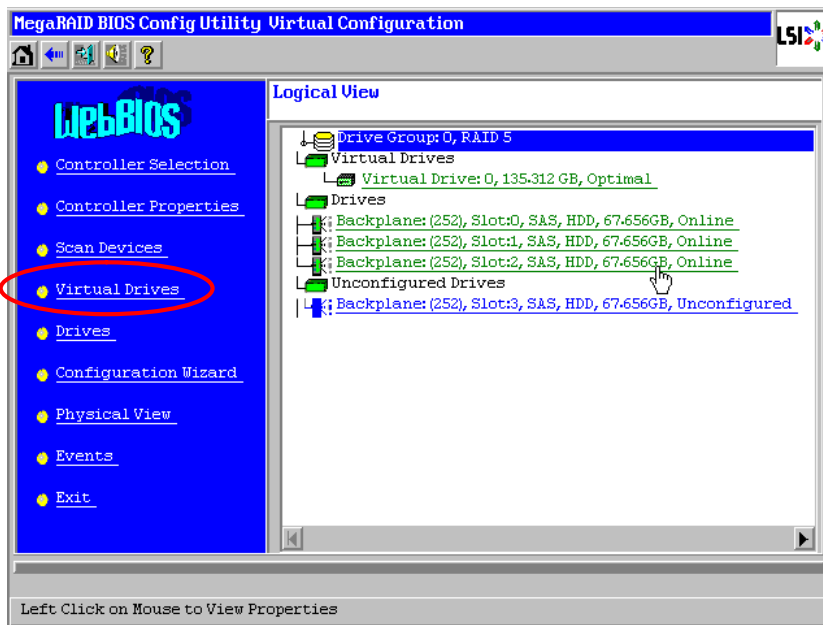 MegaRAID BIOS Config Utility Virtual Configuration
LSI
WebBIOS
Controller Selection
Controller Properties
Scan Devices
Virtual Drives
Drives
Configuration Wizard
Physical View
Events
Exit
Logical View
Drive Group: 0, RAID 5
Virtual Drives
Virtual Drive: 0, 135.312 GB, Optimal
Drives
Backplane: (252), Slot:0, SAS, HDD, 67.656GB, Online
Backplane: (252), Slot:1, SAS, HDD, 67.656GB, Online
Backplane: (252), Slot:2, SAS, HDD, 67.656GB, Online
Unconfigured Drives
Backplane: (252), Slot:3, SAS, HDD, 67.656GB, Unconfigured
Left Click on Mouse to View Properties